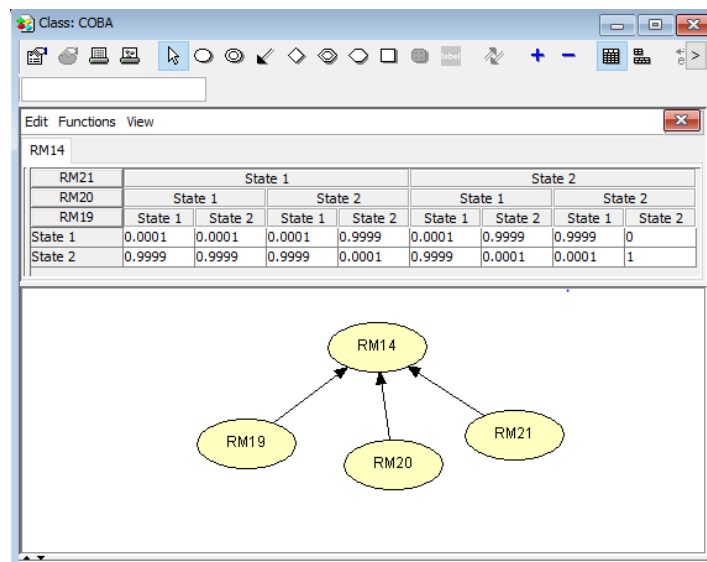 Class: COBA
label
e
>
Edit Functions View
RM14
RM21 State 1 State 2
RM20 State 1 State 2 State 1 State 2
RM19 State 1 State 2 State 1 State 2 State 1 State 2 State 1 State 2
State 1 0.0001 0.0001 0.0001 0.9999 0.0001 0.9999 0.9999 0
State 2 0.9999 0.9999 0.9999 0.0001 0.9999 0.0001 0.0001 1
RM14
RM19
RM20
RM21